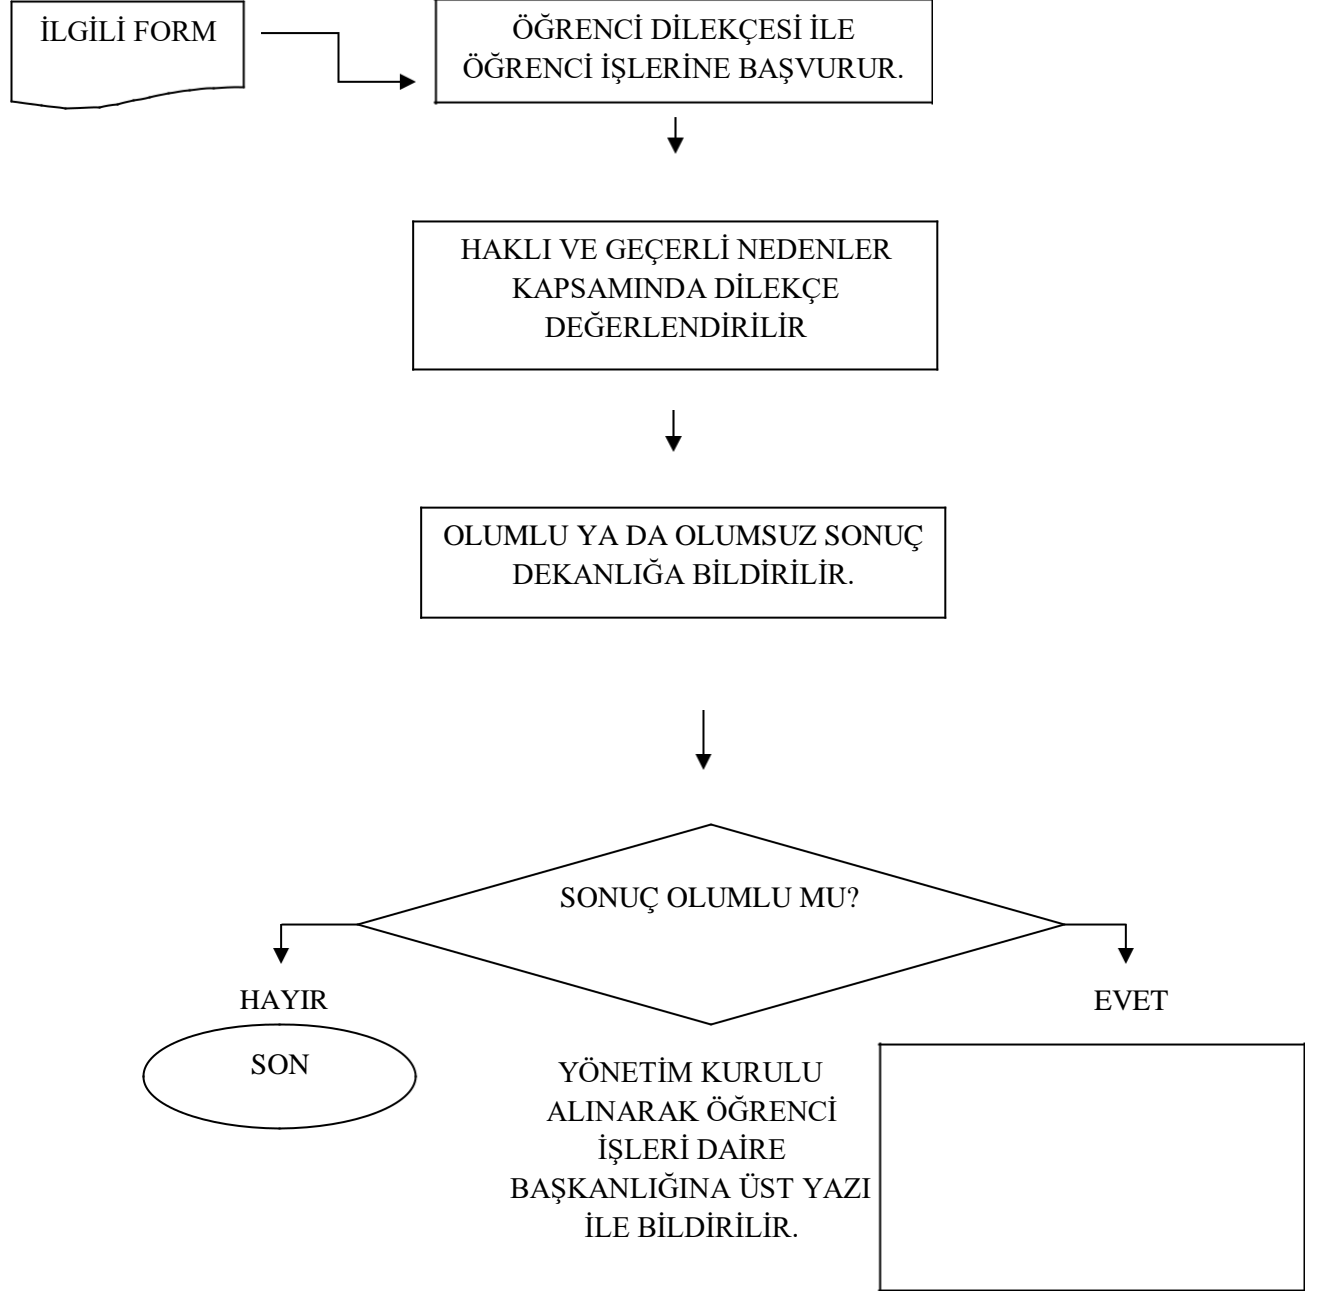 İLGİLİ FORM
ÖĞRENCİ DİLEKÇESİ İLE
ÖĞRENCİ İŞLERİNE BAŞVURUR.
HAKLI VE GEÇERLİ NEDENLER
KAPSAMINDA DİLEKÇE
DEĞERLENDİRİLİR
OLUMLU YA DA OLUMSUZ SONUÇ
DEKANLIĞA BİLDİRİLİR.
SONUÇ OLUMLU MU?
HAYIR
EVET
SON
YÖNETİM KURULU
ALINARAK ÖĞRENCİ
İŞLERİ DAİRE
BAŞKANLIĞINA ÜST YAZI
İLE BİLDİRİLİR.